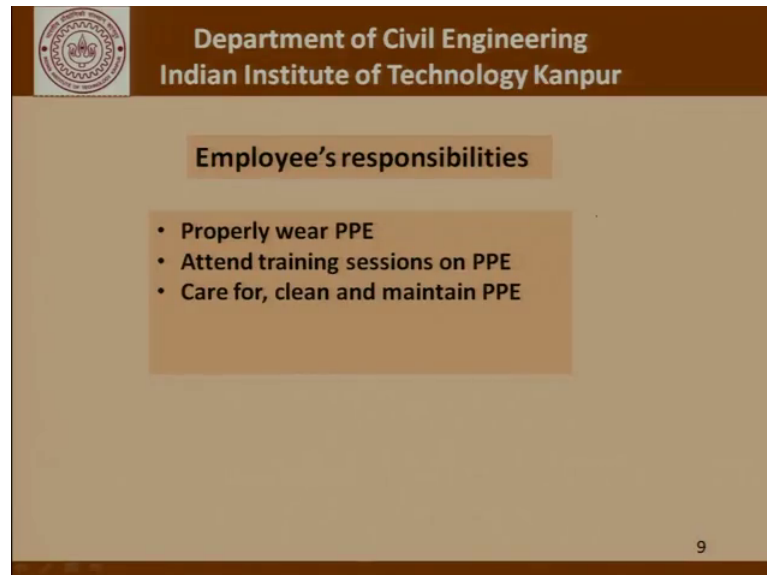 Department of Civil Engineering
Indian Institute of Technology Kanpur
Employee's responsibilities
• Properly wear PPE
• Attend training sessions on PPE
• Care for, clean and maintain PPE
9